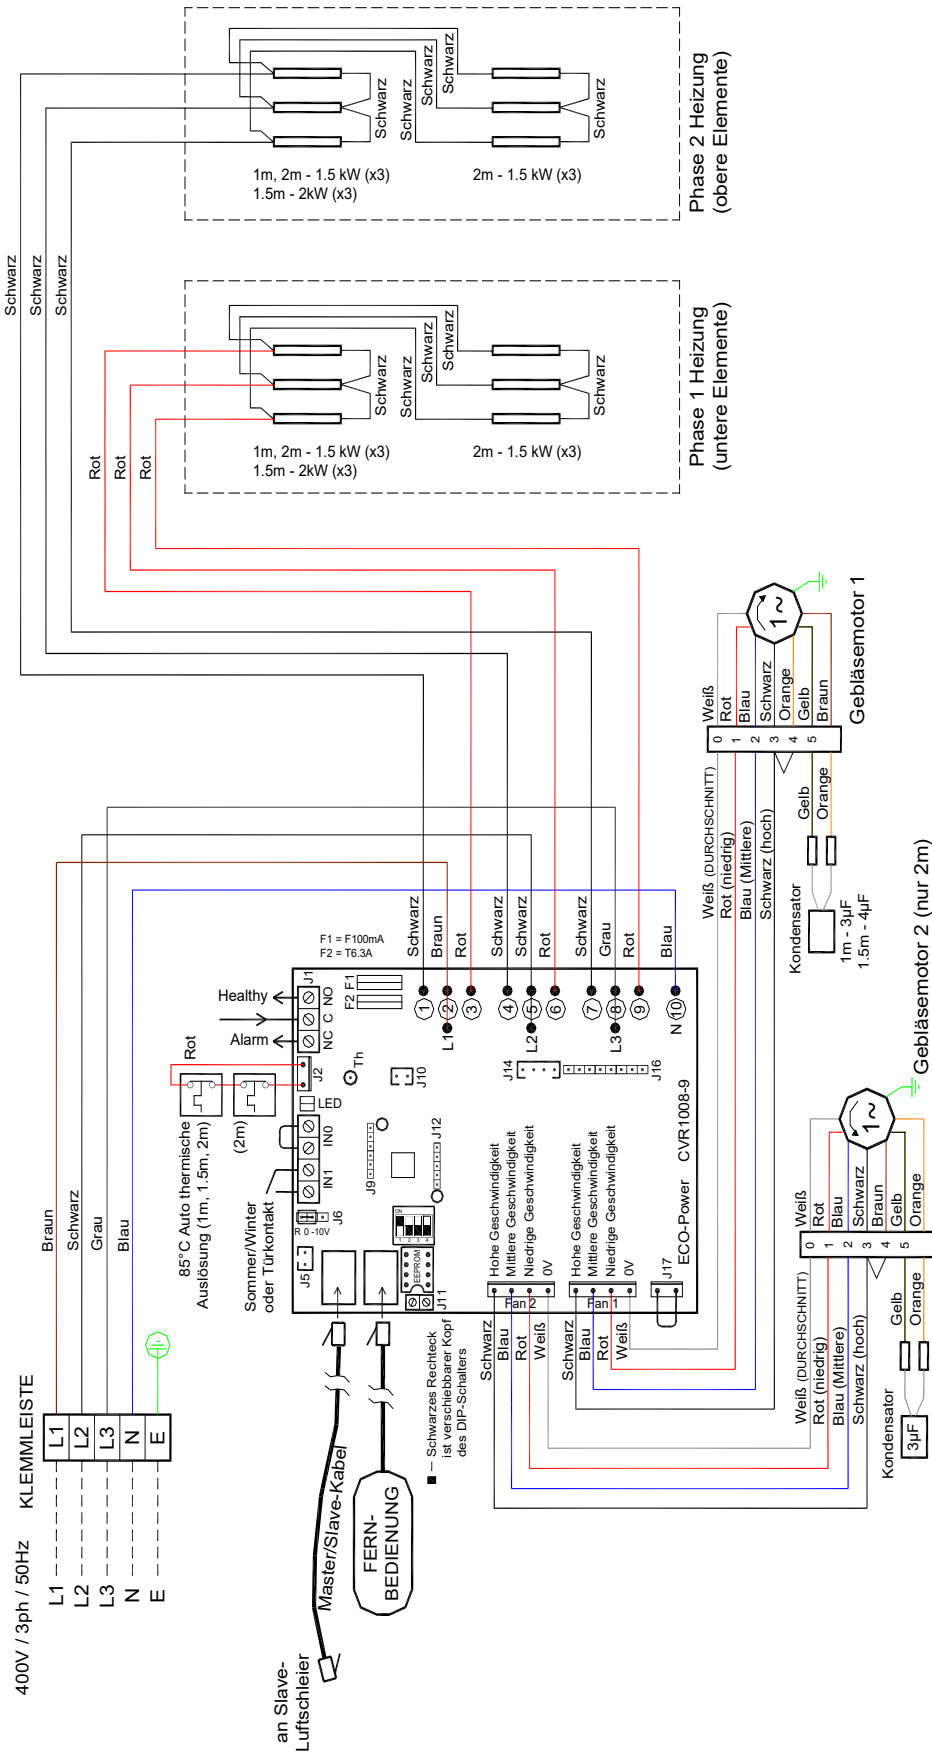 400V / 3ph / 50Hz
KLEMMLEISTE
L1
L2
L3
N
E
L1
L2
L3
N
E
Braun
Schwarz
Grau
Blau
an Slave-
Luftschleier
Master/Slave-Kabel
FERN-
BEDIENUNG
■ – Schwarzes Rechteck
ist verschiebbarer Kopf
des DIP-Schalters
85°C Auto thermische
Auslösung (1m, 1.5m, 2m)
(2m)
Rot
Sommer/Winter
oder Türkontakt
Healthy
Alarm
J1
NO
C
NC
J2
LED
IN0
IN1
J6
R 0 -10V
J5
J11
EEPROM
ON
1 2 3 4
J9
J12
J10
Th
F1
F2
F1 = F100mA
F2 = T6.3A
J14
J16
ECO-Power CVR1008-9
J17
Hohe Geschwindigkeit
Mittlere Geschwindigkeit
Niedrige Geschwindigkeit
0V
Fan 2
Hohe Geschwindigkeit
Mittlere Geschwindigkeit
Niedrige Geschwindigkeit
0V
Fan 1
1
2
3
L1
4
5
6
L2
7
8
9
L3
N
10
Schwarz
Braun
Rot
Schwarz
Schwarz
Rot
Schwarz
Grau
Rot
Blau
Schwarz
Blau
Rot
Weiß
Schwarz
Blau
Rot
Weiß
Schwarz
Schwarz
Schwarz
Rot
Rot
Rot
Phase 2 Heizung
(obere Elemente)
1m, 2m - 1.5 kW (x3)
1.5m - 2kW (x3)
2m - 1.5 kW (x3)
Schwarz
Schwarz
Schwarz
Schwarz
Schwarz
Phase 1 Heizung
(untere Elemente)
1m, 2m - 1.5 kW (x3)
1.5m - 2kW (x3)
2m - 1.5 kW (x3)
Schwarz
Schwarz
Schwarz
Schwarz
Schwarz
Gebläsemotor 1
1~
Weiß
Rot
Blau
Schwarz
Orange
Gelb
Braun
0
1
2
3
4
5
Weiß (DURCHSCHNITT)
Rot (niedrig)
Blau (Mittlere)
Schwarz (hoch)
Gelb
Orange
Kondensator
1m - 3µF
1.5m - 4µF
Gebläsemotor 2 (nur 2m)
1~
Weiß
Rot
Blau
Schwarz
Braun
Gelb
Orange
0
1
2
3
4
5
Weiß (DURCHSCHNITT)
Rot (niedrig)
Blau (Mittlere)
Schwarz (hoch)
Gelb
Orange
Kondensator
3µF